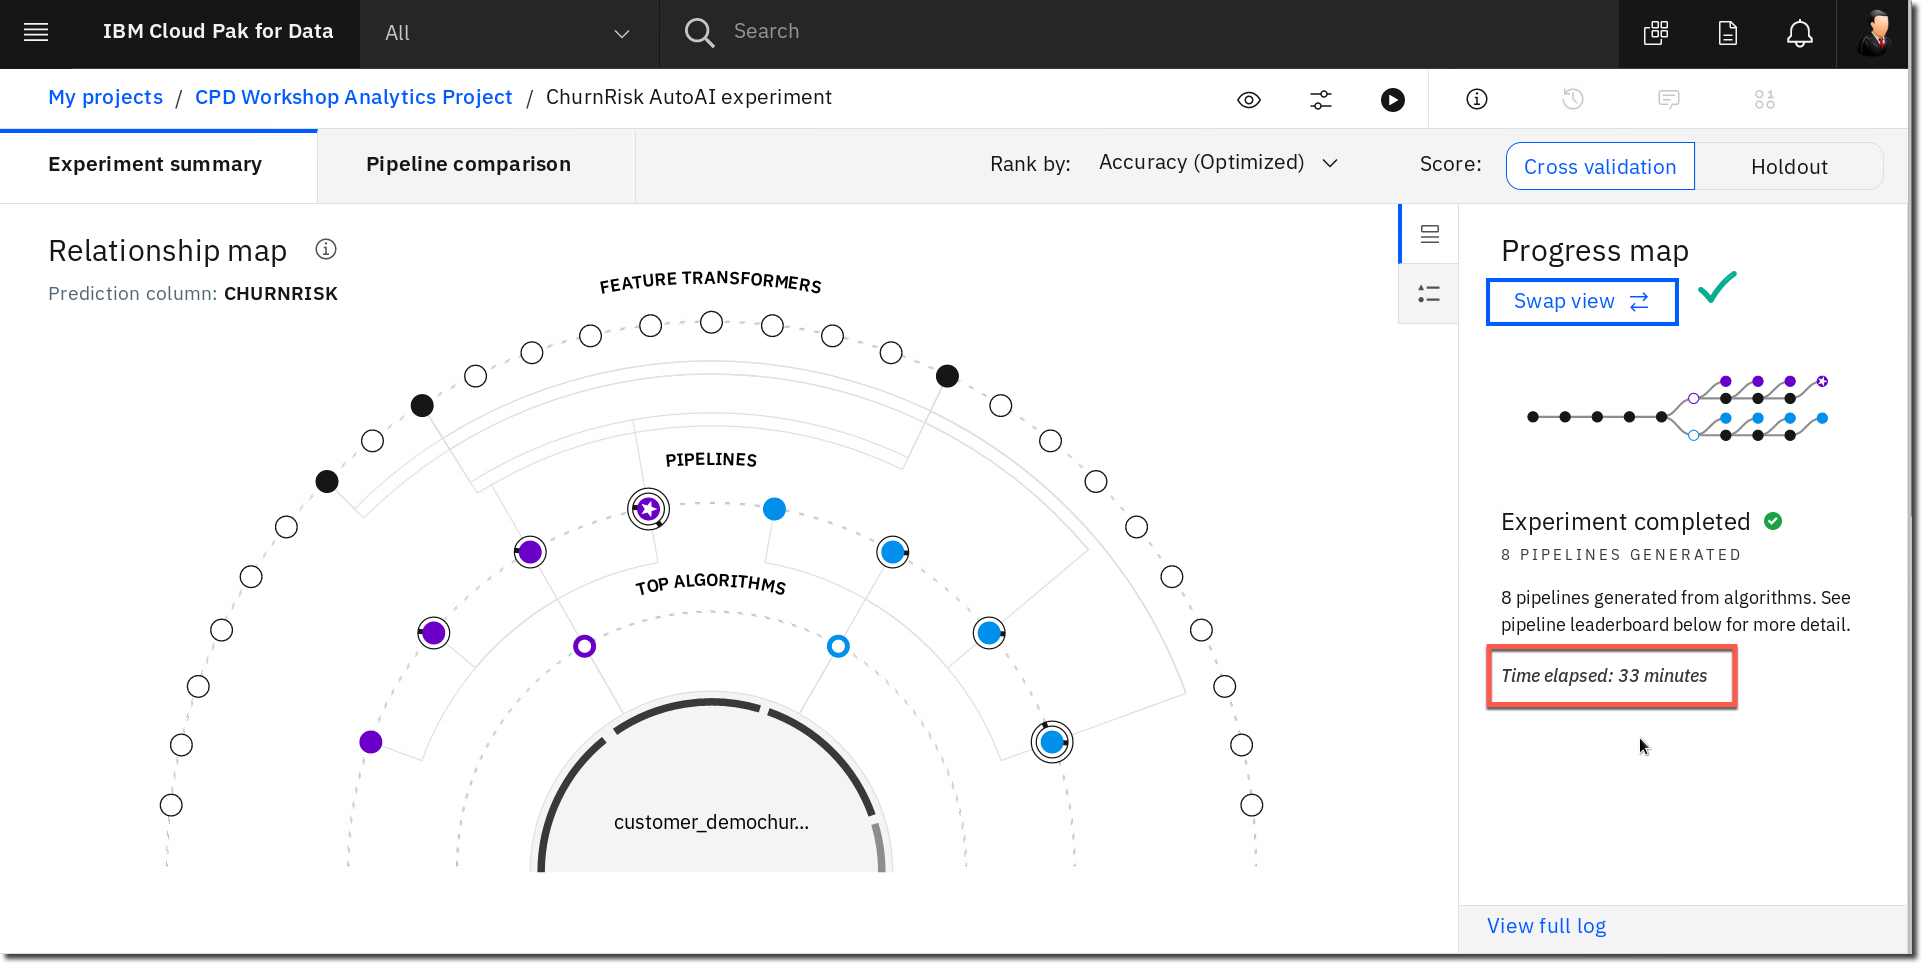 IBM Cloud Pak for Data
All
Search
My projects / CPD Workshop Analytics Project / ChurnRisk AutoAI experiment
Experiment summary
Pipeline comparison
Rank by: Accuracy (Optimized)
Score: Cross validation Holdout
Relationship map
Prediction column: CHURNRISK
FEATURE TRANSFORMERS
PIPELINES
TOP ALGORITHMS
customer_demochur...
Progress map
Swap view
Experiment completed
8 PIPELINES GENERATED
8 pipelines generated from algorithms. See
pipeline leaderboard below for more detail.
Time elapsed: 33 minutes
View full log